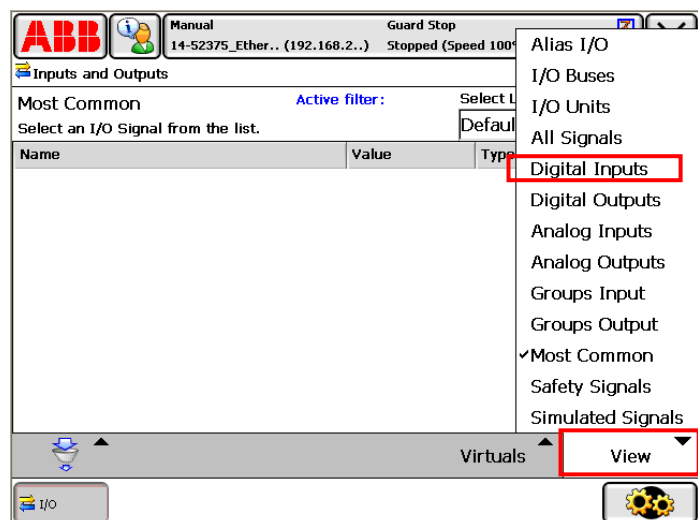 ABB
Manual
14-52375_Ether.. (192.168.2..)
Guard Stop
Stopped (Speed 100%
Inputs and Outputs
Most Common
Active filter:
Select an I/O Signal from the list.
Name Value Type
Alias I/O
I/O Buses
I/O Units
All Signals
Digital Inputs
Digital Outputs
Analog Inputs
Analog Outputs
Groups Input
Groups Output
✓Most Common
Safety Signals
Simulated Signals
Virtuals
View
I/O